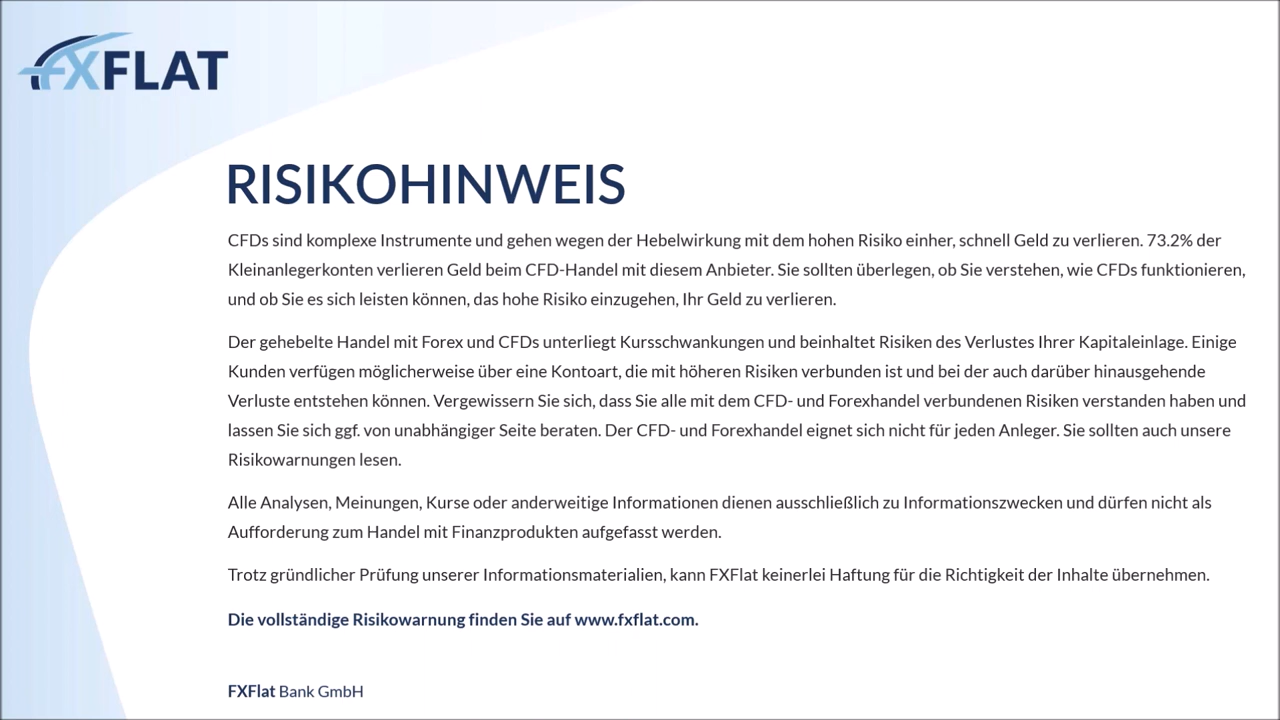 FXFLAT
RISIKOHINWEIS
CFDs sind komplexe Instrumente und gehen wegen der Hebelwirkung mit dem hohen Risiko einher, schnell Geld zu verlieren. 73.2% der
Kleinanlegerkonten verlieren Geld beim CFD-Handel mit diesem Anbieter. Sie sollten überlegen, ob Sie verstehen, wie CFDs funktionieren,
und ob Sie es sich leisten können, das hohe Risiko einzugehen, Ihr Geld zu verlieren.
Der gehebelte Handel mit Forex und CFDs unterliegt Kursschwankungen und beinhaltet Risiken des Verlustes Ihrer Kapitaleinlage. Einige
Kunden verfügen möglicherweise über eine Kontoart, die mit höheren Risiken verbunden ist und bei der auch darüber hinausgehende
Verluste entstehen können. Vergewissern Sie sich, dass Sie alle mit dem CFD- und Forexhandel verbundenen Risiken verstanden haben und
lassen Sie sich ggf. von unabhängiger Seite beraten. Der CFD- und Forexhandel eignet sich nicht für jeden Anleger. Sie sollten auch unsere
Risikowarnungen lesen.
Alle Analysen, Meinungen, Kurse oder anderweitige Informationen dienen ausschließlich zu Informationszwecken und dürfen nicht als
Aufforderung zum Handel mit Finanzprodukten aufgefasst werden.
Trotz gründlicher Prüfung unserer Informationsmaterialien, kann FXFlat keinerlei Haftung für die Richtigkeit der Inhalte übernehmen.
Die vollständige Risikowarnung finden Sie auf www.fxflat.com.
FXFlat Bank GmbH